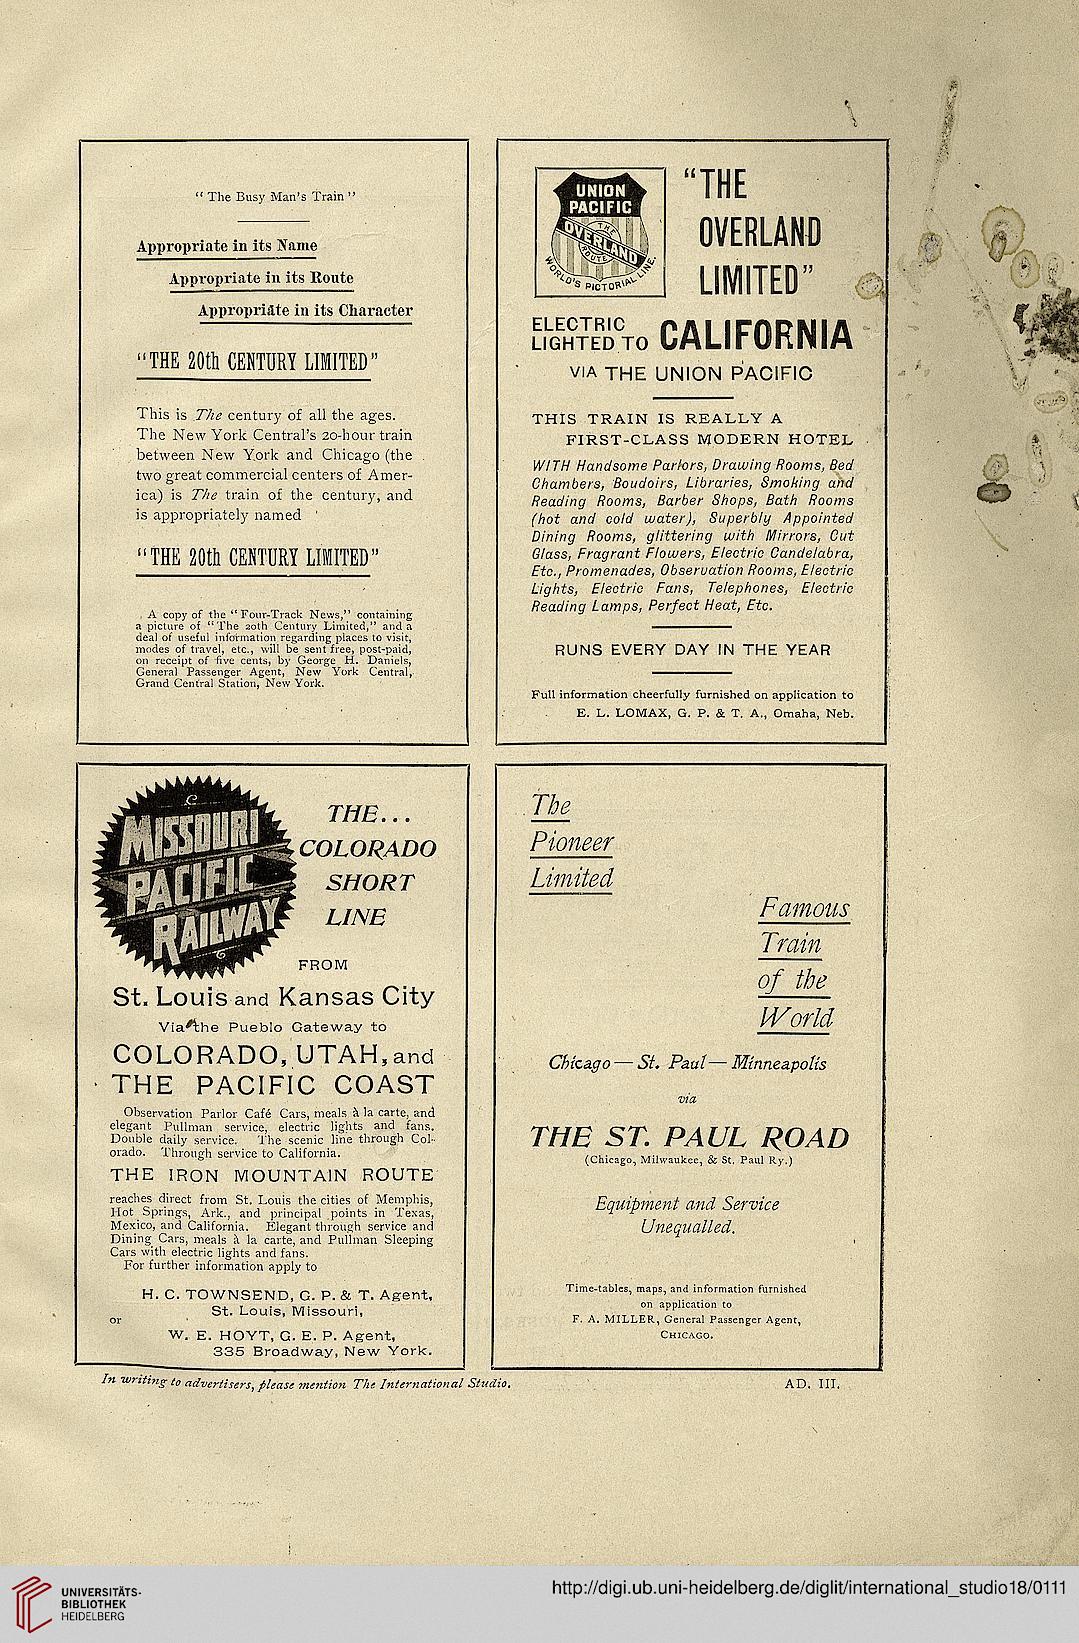 “ The Busy Man’s Train ”
Appropriate in its Name
Appropriate in its Route
Appropriate in its Character
“THE 20th CENTURY LIMITED”
This is The century of all the ages.
The New York Central’s 20-hour train
between New York and Chicago (the
two great commercial centers of Amer-
ica) is The train of the century, and
is appropriately named
“THE 20th CENTURY LIMITED”
A copy of the “Four-Track News,” containing
a picture of “The 20th Century Limited,” and a
deal of useful information regarding places to visit,
modes of travel, etc., will be sent free, post-paid,
on receipt of five cents, by George H. Daniels,
General Passenger Agent, New York Central,
Grand Central Station, New York.
UNION
PACIFIC
THE
OVERLAND
ROUTE
WORLD'S PICTORIAL LINE.
“THE
OVERLAND
LIMITED”
ELECTRIC
LIGHTED TO CALIFORNIA
VIA THE UNION PACIFIC
THIS TRAIN IS REALLY A
FIRST-CLASS MODERN HOTEL
WITH Handsome Parlors, Drawing Rooms, Bed
Chambers, Boudoirs, Libraries, Smoking and
Reading Rooms, Barber Shops, Bath Rooms
(hot and cold water), Superbly Appointed
Dining Rooms, glittering with Mirrors, Cut
Glass, Fragrant Flowers, Electric Candelabra,
Etc., Promenades, Observation Rooms, Electric
Lights, Electric Fans, Telephones, Electric
Reading Lamps, Perfect Heat, Etc.
RUNS EVERY DAY IN THE YEAR
Full information cheerfully furnished on application to
E. L. LOMAX, G. P. & T. A., Omaha, Neb.
MISSOURI
PACIFIC
RAILWAY
THE...
COLORADO
SHORT
LINE
FROM
St. Louis and Kansas City
Via the Pueblo Gateway to
COLORADO, UTAH, and
THE PACIFIC COAST
Observation Parlor Café Cars, meals à la carte, and
elegant Pullman service, electric lights and fans.
Double daily service. The scenic line through Col-
orado. Through service to California.
THE IRON MOUNTAIN ROUTE
reaches direct from St. Louis the cities of Memphis,
Hot Springs, Ark., and principal points in Texas,
Mexico, and California. Elegant through service and
Dining Cars, meals à la carte, and Pullman Sleeping
Cars with electric lights and fans.
For further information apply to
H. C. TOWNSEND, G. P. & T. Agent,
St. Louis, Missouri,
or
W. E. HOYT, G. E. P. Agent,
335 Broadway, New York.
The
Pioneer
Limited
Famous
Train
of the
World
Chicago — St. Paul — Minneapolis
via
THE ST. PAUL ROAD
(Chicago, Milwaukee, & St. Paul Ry.)
Equipment and Service
Unequalled.
Time-tables, maps, and information furnished
on application to
F. A. MILLER, General Passenger Agent,
CHICAGO.
In writing to advertisers, please mention The International Studio.
AD. III.
UNIVERSITÄTS-
BIBLIOTHEK
HEIDELBERG
http://digi.ub.uni-heidelberg.de/diglit/international_studio18/0111